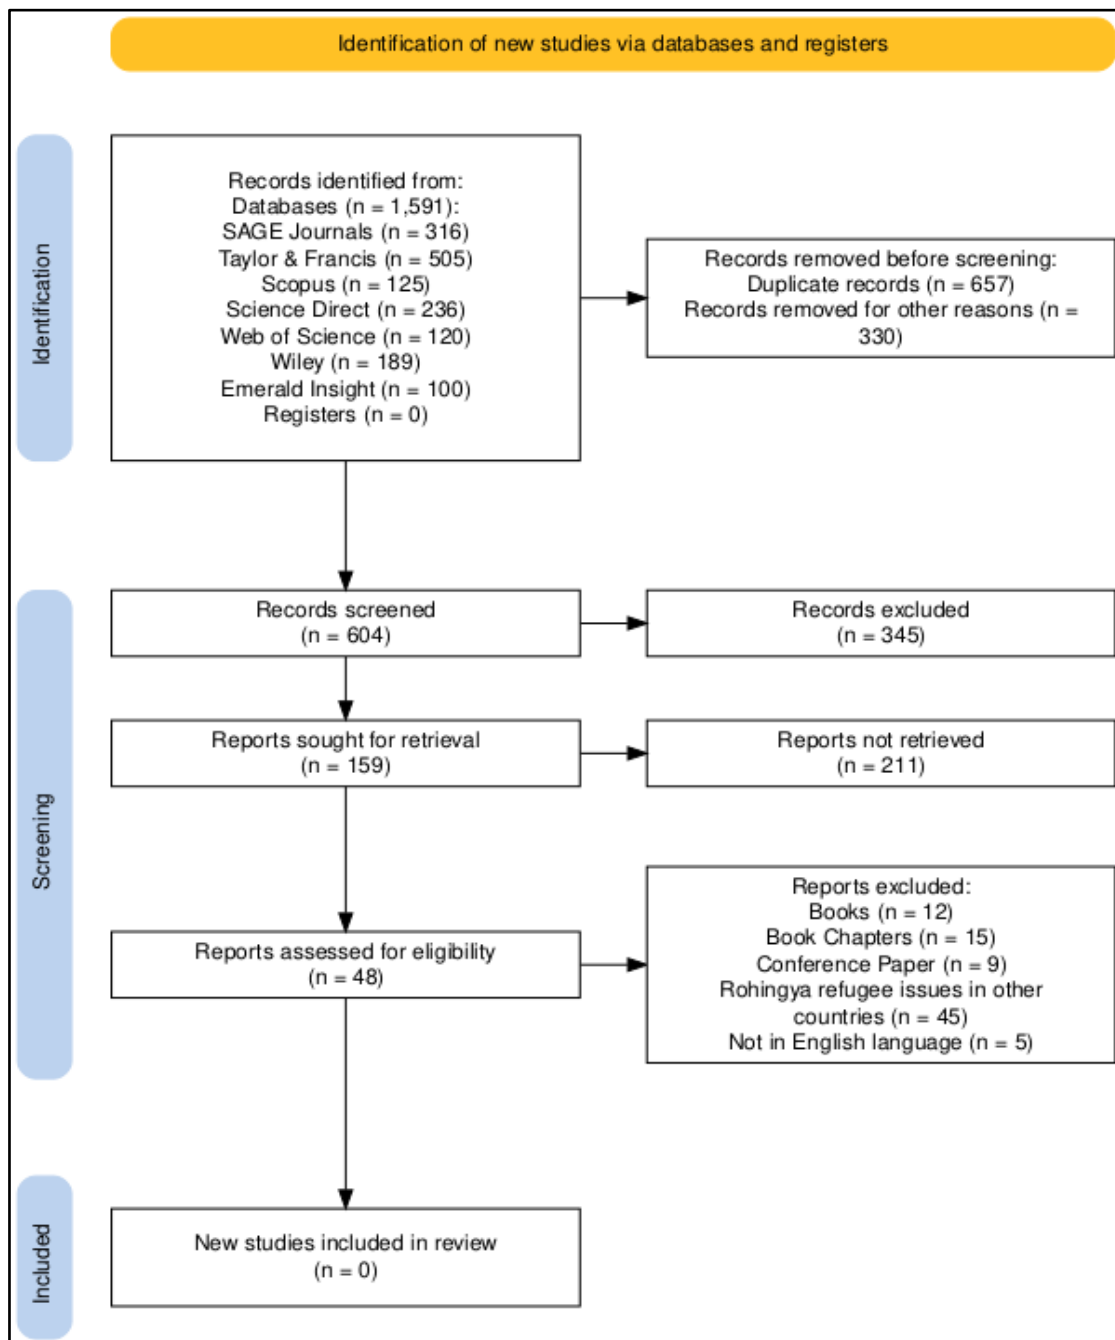 Identification of new studies via databases and registers
Identification
Records identified from:
Databases (n = 1,591):
SAGE Journals (n = 316)
Taylor & Francis (n = 505)
Scopus (n = 125)
Science Direct (n = 236)
Web of Science (n = 120)
Wiley (n = 189)
Emerald Insight (n = 100)
Registers (n = 0)
Records removed before screening:
Duplicate records (n = 657)
Records removed for other reasons (n =
330)
Screening
Records screened
(n = 604)
Records excluded
(n = 345)
Reports sought for retrieval
(n = 159)
Reports not retrieved
(n = 211)
Reports assessed for eligibility
(n = 48)
Reports excluded:
Books (n = 12)
Book Chapters (n = 15)
Conference Paper (n = 9)
Rohingya refugee issues in other
countries (n = 45)
Not in English language (n = 5)
Included
New studies included in review
(n = 0)